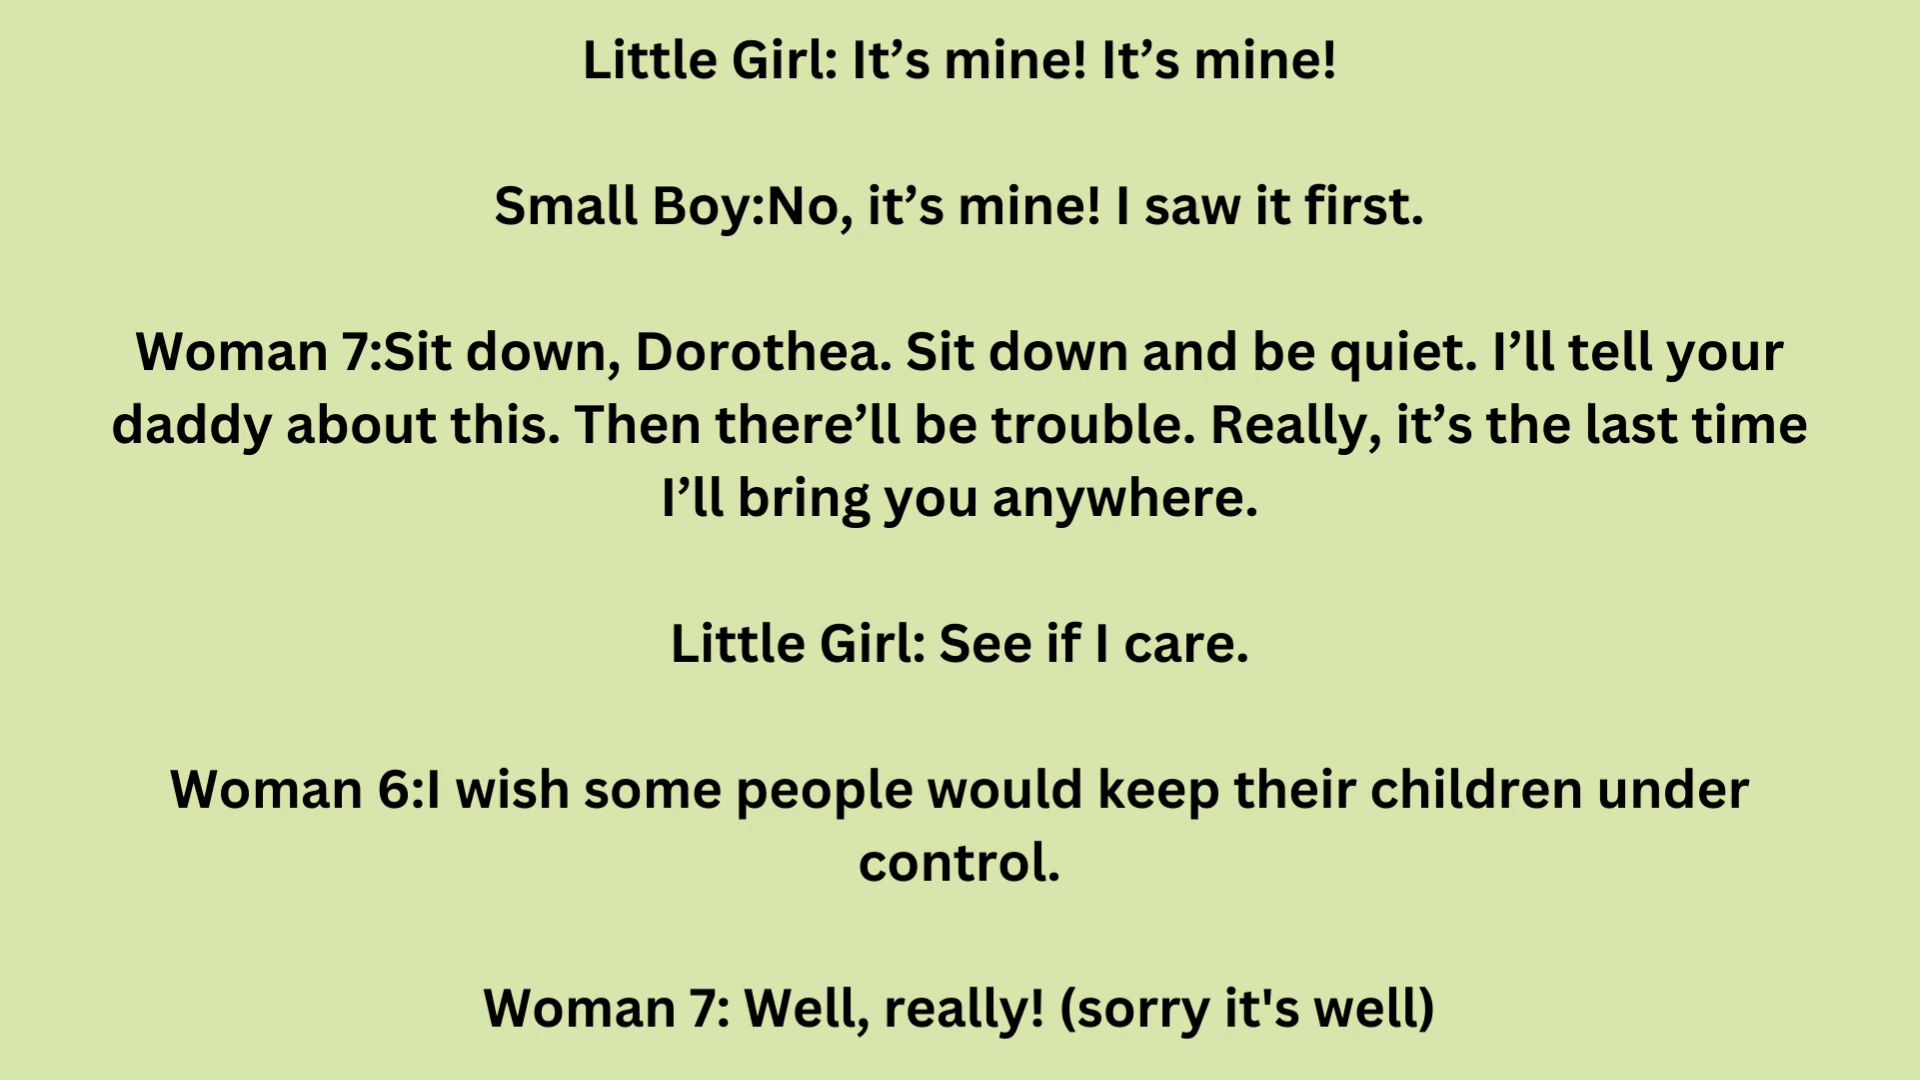 Little Girl: It’s mine! It’s mine!
Small Boy:No, it’s mine! I saw it first.
Woman 7:Sit down, Dorothea. Sit down and be quiet. I’ll tell your
daddy about this. Then there’ll be trouble. Really, it’s the last time
I’ll bring you anywhere.
Little Girl: See if I care.
Woman 6:I wish some people would keep their children under
control.
Woman 7: Well, really! (sorry it's well)